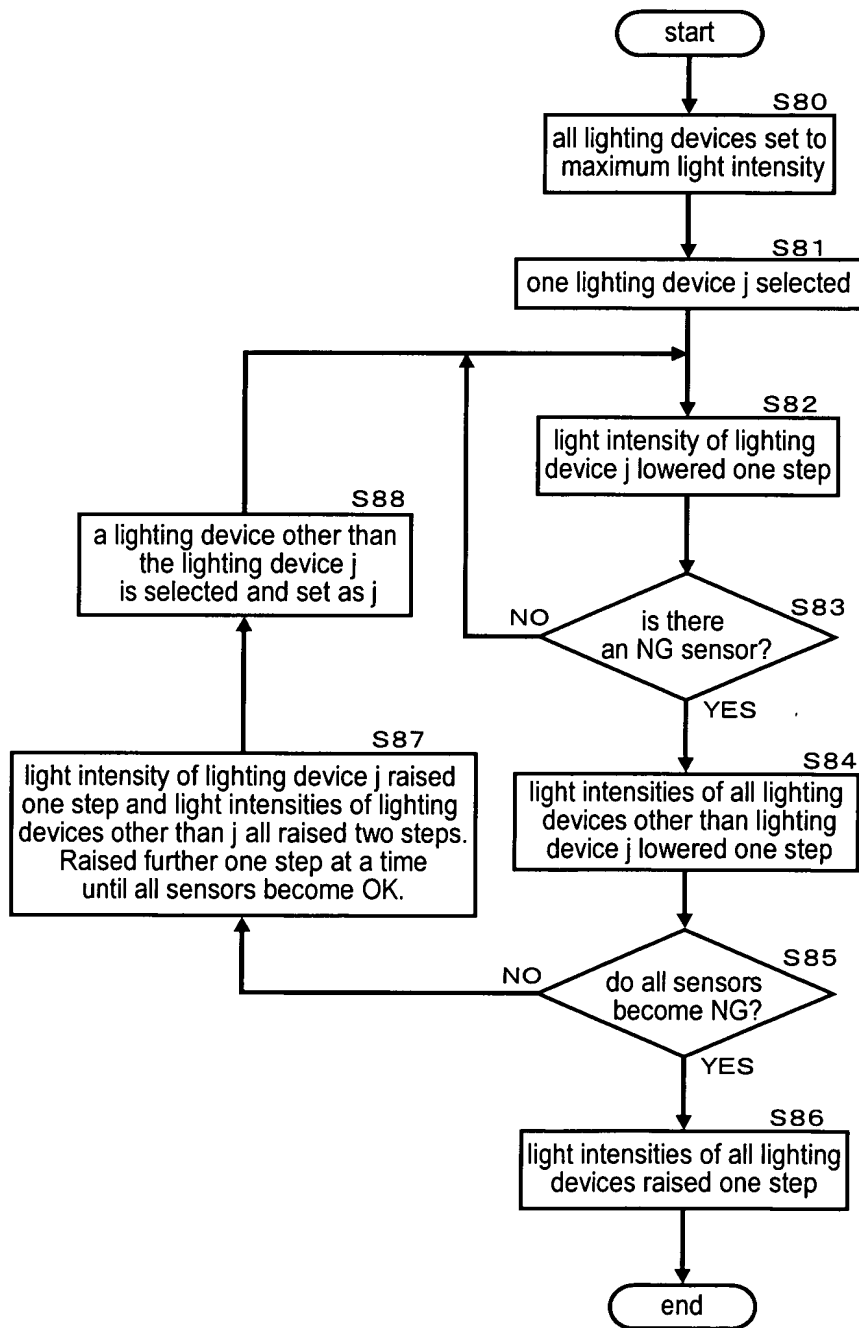 start
S80
all lighting devices set to
maximum light intensity
S81
one lighting device j selected
S82
light intensity of lighting
device j lowered one step
S83
is there
an NG sensor?
NO
YES
S84
light intensities of all lighting
devices other than lighting
device j lowered one step
S85
do all sensors
become NG?
NO
YES
S86
light intensities of all lighting
devices raised one step
end
S87
light intensity of lighting device j raised
one step and light intensities of lighting
devices other than j all raised two steps.
Raised further one step at a time
until all sensors become OK.
S88
a lighting device other than
the lighting device j
is selected and set as j